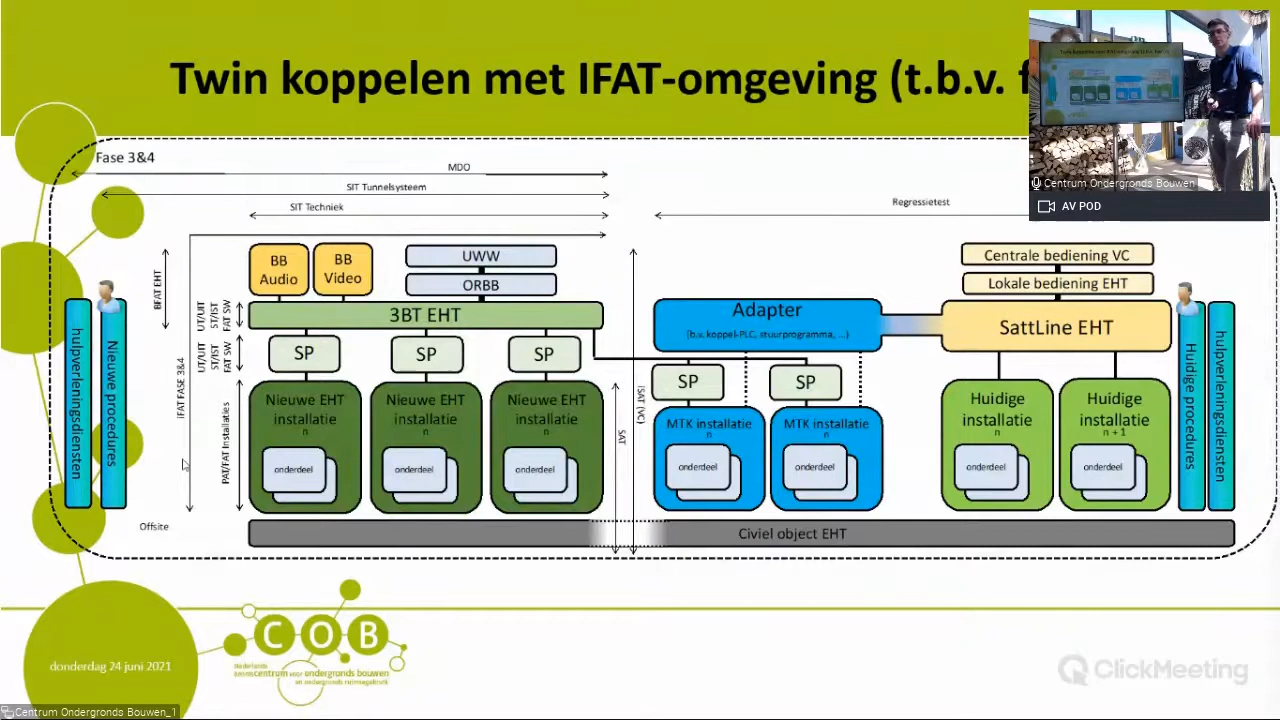 Twin koppelen met IFAT-omgeving (t.b.v. f
Centrum Ondergronds Bouwen
AV POD
Fase 3&4
MDO
SIT Tunnelsysteem
SIT Techniek
Regressietest
BB
Audio
BB
Video
UWW
ORBB
Centrale bediening VC
Lokale bediening EHT
BFAT EHT
UT/UIT
ST/IST
FAT SW
3BT EHT
Adapter
(b.v. koppel-PLC, stuurprogramma, ...)
SattLine EHT
hulpverleningsdiensten
Nieuwe procedures
IFAT FASE 3&4
UT/UIT
ST/IST
FAT SW
SP
SP
SP
SP
SP
PAT/FAT Installaties
Nieuwe EHT
installatie
n
onderdeel
Nieuwe EHT
installatie
n
onderdeel
Nieuwe EHT
installatie
n
onderdeel
SAT
iSAT (VC)
MTK installatie
n
onderdeel
MTK installatie
n
onderdeel
Huidige
installatie
n
onderdeel
Huidige
installatie
n + 1
onderdeel
Huidige procedures
hulpverleningsdiensten
Offsite
Civiel object EHT
COB
Nederlands
kenniscentrum voor ondergronds bouwen
en ondergronds ruimtegebruik
donderdag 24 juni 2021
ClickMeeting
Centrum Ondergronds Bouwen_1